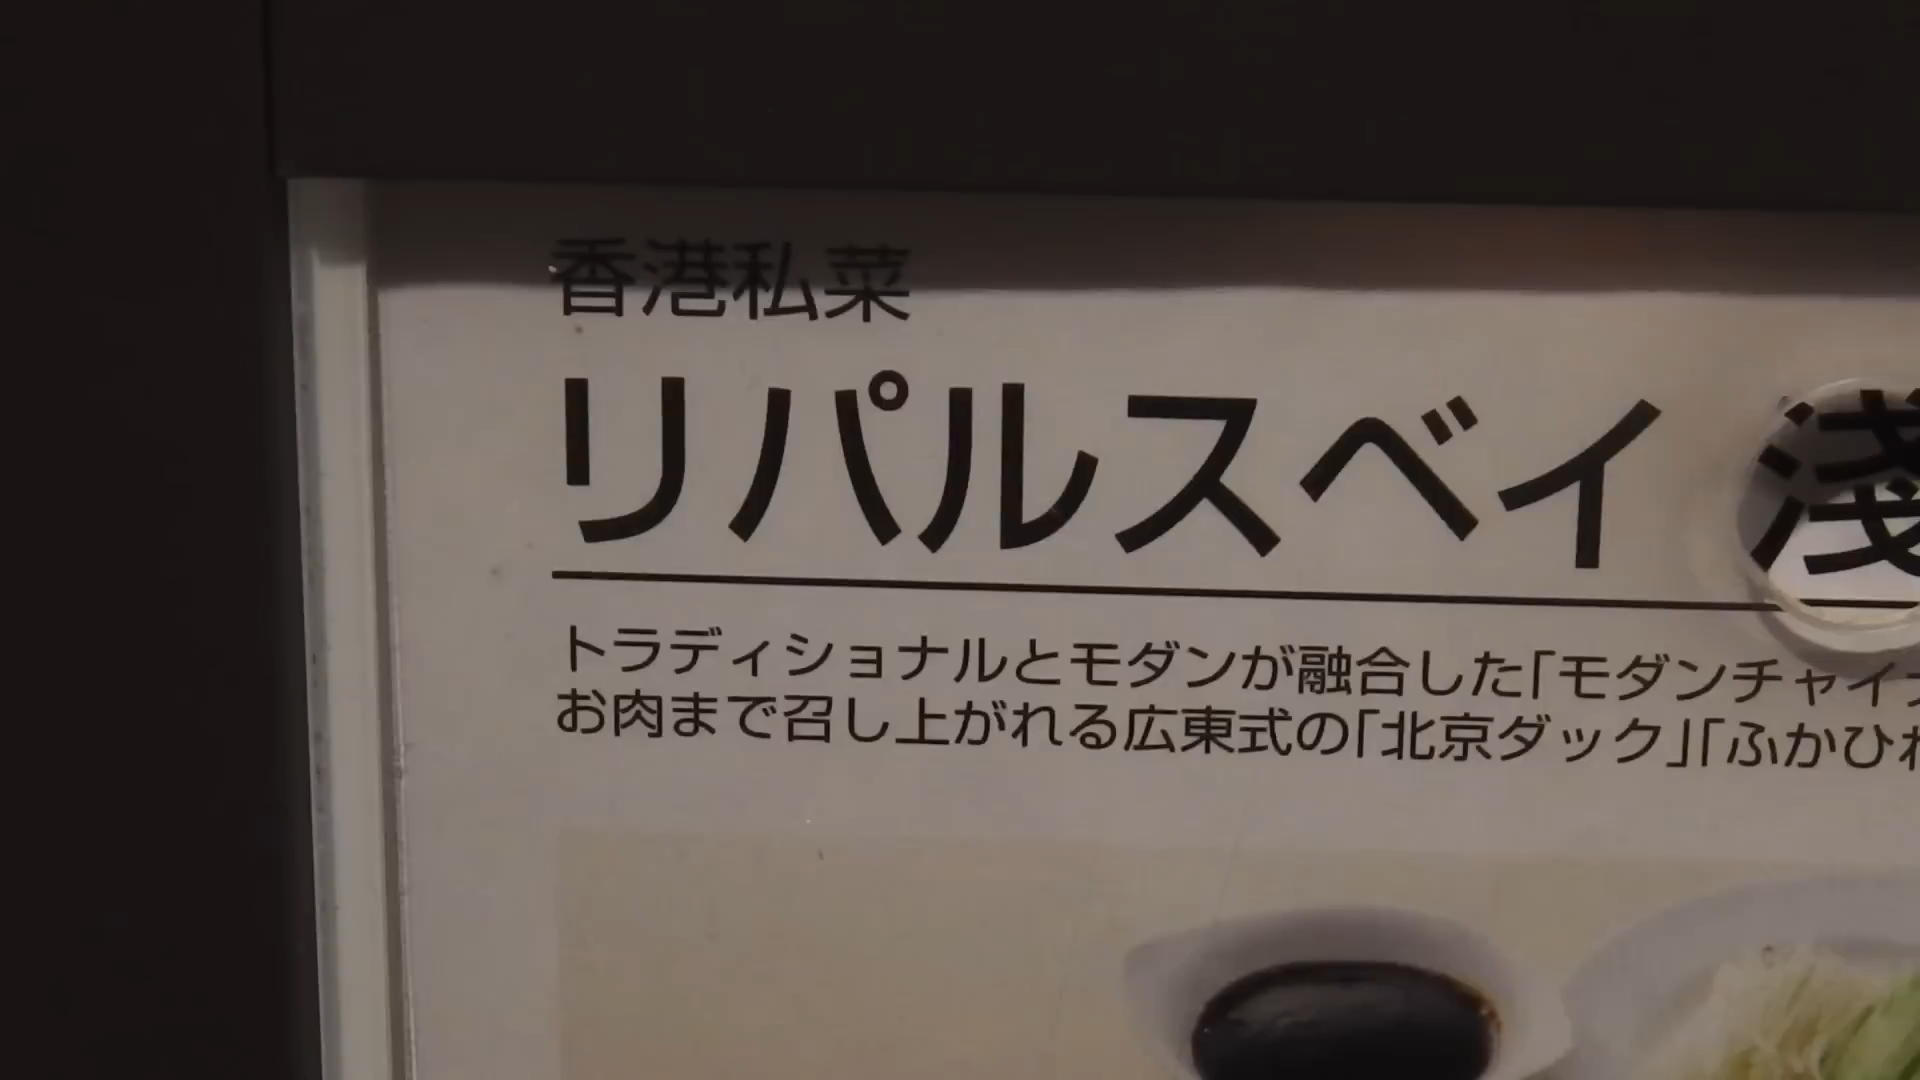 香港私菜
リパルスベイ 淺
トラディショナルとモダンが融合した「モダンチャイ
お肉まで召し上がれる広東式の「北京ダック」「ふかひ